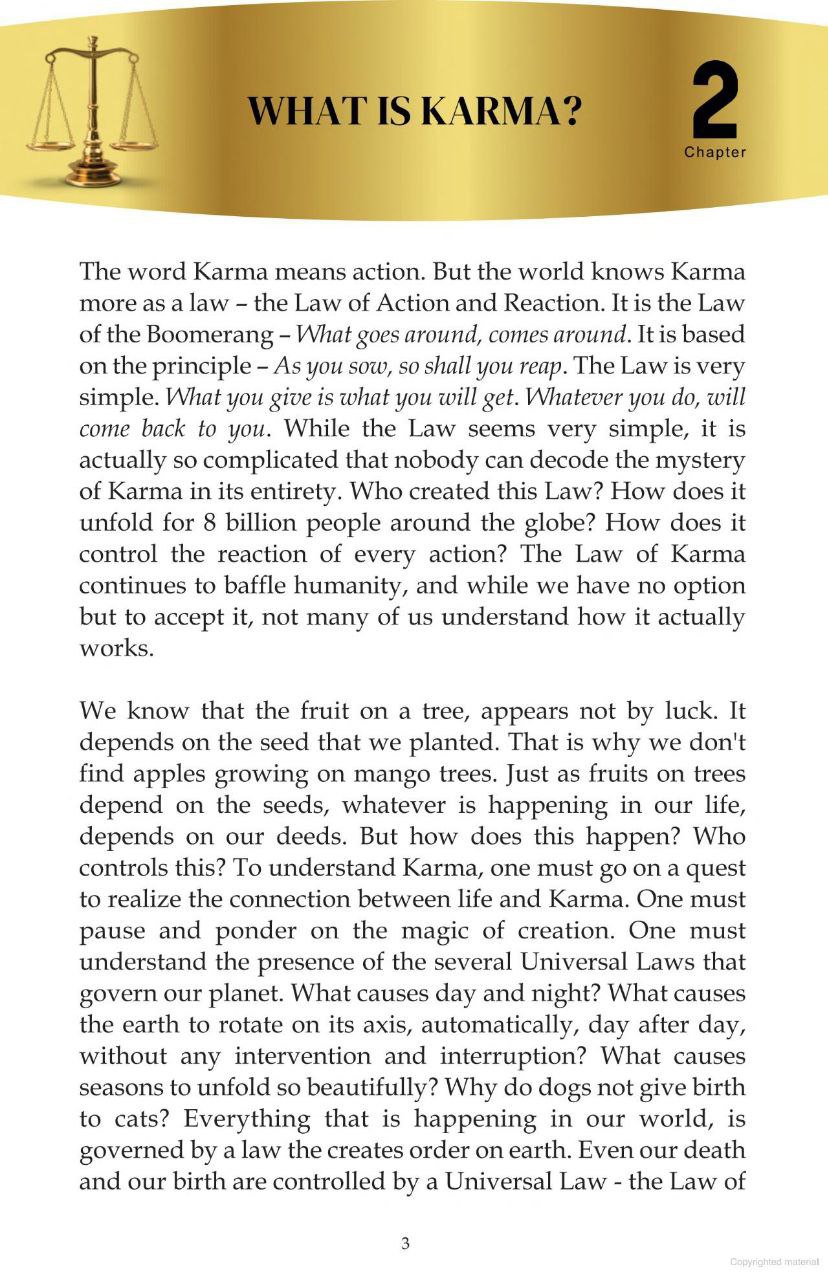 WHAT IS KARMA?
2
Chapter
The word Karma means action. But the world knows Karma
more as a law – the Law of Action and Reaction. It is the Law
of the Boomerang – What goes around, comes around. It is based
on the principle – As you sow, so shall you reap. The Law is very
simple. What you give is what you will get. Whatever you do, will
come back to you. While the Law seems very simple, it is
actually so complicated that nobody can decode the mystery
of Karma in its entirety. Who created this Law? How does it
unfold for 8 billion people around the globe? How does it
control the reaction of every action? The Law of Karma
continues to baffle humanity, and while we have no option
but to accept it, not many of us understand how it actually
works.
We know that the fruit on a tree, appears not by luck. It
depends on the seed that we planted. That is why we don't
find apples growing on mango trees. Just as fruits on trees
depend on the seeds, whatever is happening in our life,
depends on our deeds. But how does this happen? Who
controls this? To understand Karma, one must go on a quest
to realize the connection between life and Karma. One must
pause and ponder on the magic of creation. One must
understand the presence of the several Universal Laws that
govern our planet. What causes day and night? What causes
the earth to rotate on its axis, automatically, day after day,
without any intervention and interruption? What causes
seasons to unfold so beautifully? Why do dogs not give birth
to cats? Everything that is happening in our world, is
governed by a law the creates order on earth. Even our death
and our birth are controlled by a Universal Law - the Law of
3
Copyrighted material